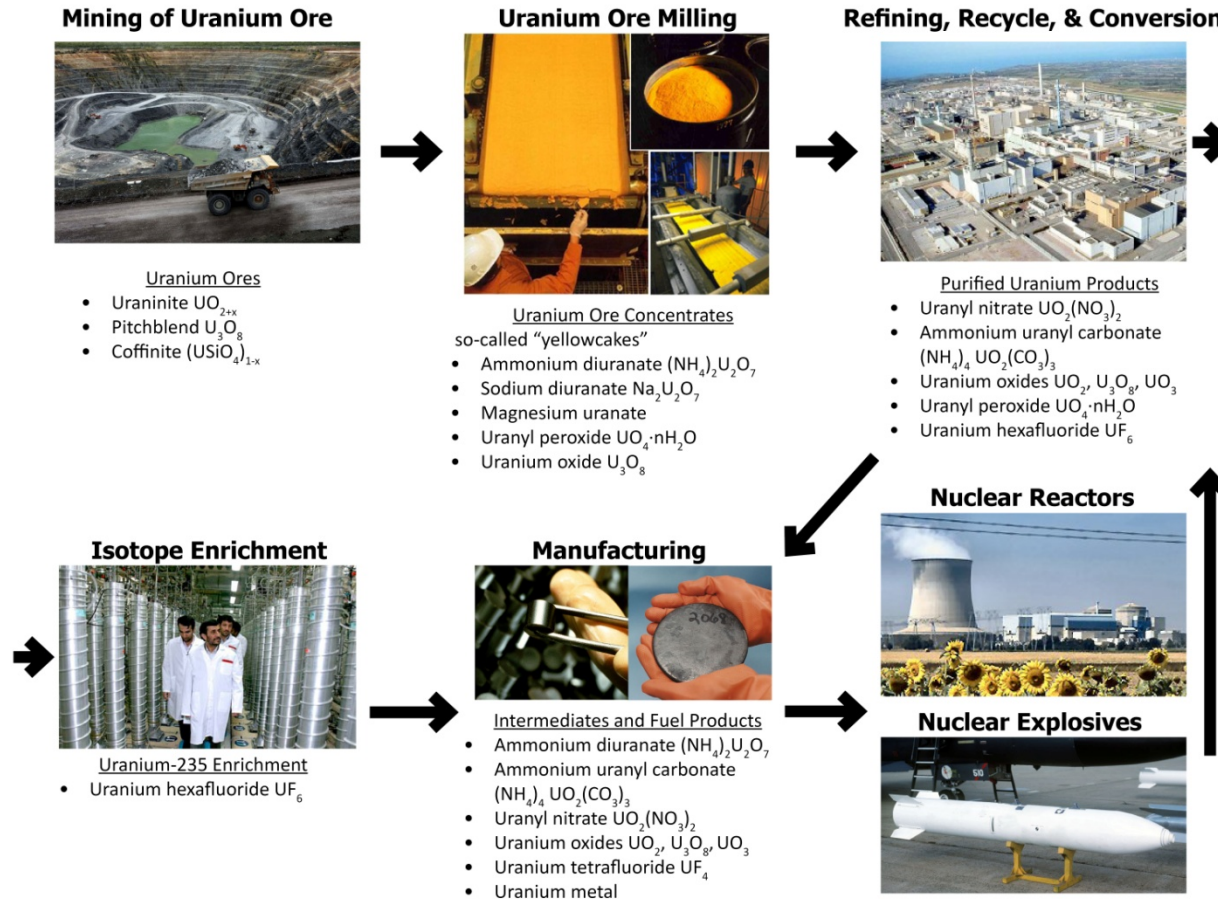 Mining of Uranium Ore
Uranium Ores
• Uraninite UO₂₊ₓ
• Pitchblend U₃O₈
• Coffinite (USiO₄)₁₋ₓ
Uranium Ore Milling
Uranium Ore Concentrates
so-called “yellowcakes”
• Ammonium diuranate (NH₄)₂U₂O₇
• Sodium diuranate Na₂U₂O₇
• Magnesium uranate
• Uranyl peroxide UO₄·nH₂O
• Uranium oxide U₃O₈
Refining, Recycle, & Conversion
Purified Uranium Products
• Uranyl nitrate UO₂(NO₃)₂
• Ammonium uranyl carbonate
(NH₄)₄ UO₂(CO₃)₃
• Uranium oxides UO₂, U₃O₈, UO₃
• Uranyl peroxide UO₄·nH₂O
• Uranium hexafluoride UF₆
Isotope Enrichment
Uranium-235 Enrichment
• Uranium hexafluoride UF₆
Manufacturing
2068
Intermediates and Fuel Products
• Ammonium diuranate (NH₄)₂U₂O₇
• Ammonium uranyl carbonate
(NH₄)₄ UO₂(CO₃)₃
• Uranyl nitrate UO₂(NO₃)₂
• Uranium oxides UO₂, U₃O₈, UO₃
• Uranium tetrafluoride UF₄
• Uranium metal
Nuclear Reactors
Nuclear Explosives